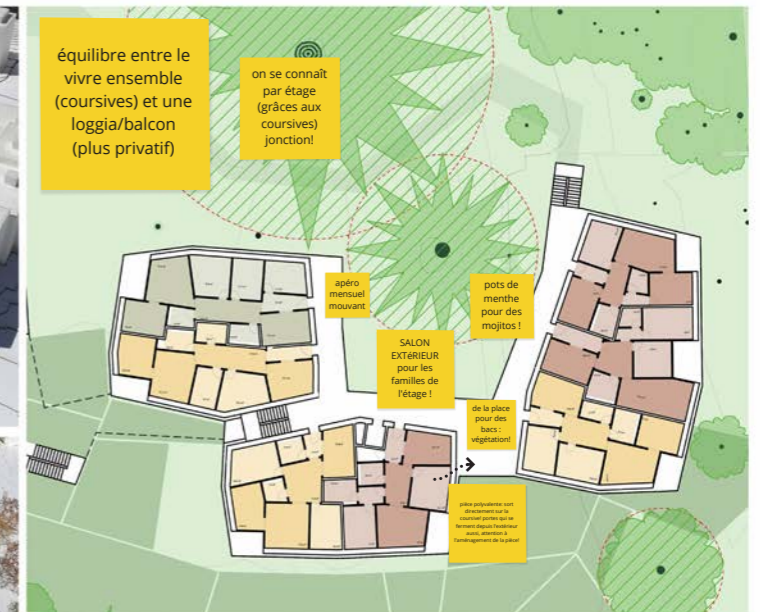 équilibre entre le
vivre ensemble
(coursives) et une
loggia/balcon
(plus privatif)
on se connaît
par étage
(grâces aux
coursives)
jonction!
apéro
mensuel
mouvant
pots de
menthe
pour des
mojitos !
SALON
EXTéRIEUR
pour les
familles de
l'étage !
de la place
pour des
bacs :
végétation!
pièce polyvalente: sort
directement sur la
coursive! portes qui se
ferment depuis l'extérieur
aussi, attention à
l'aménagement de la pièce!